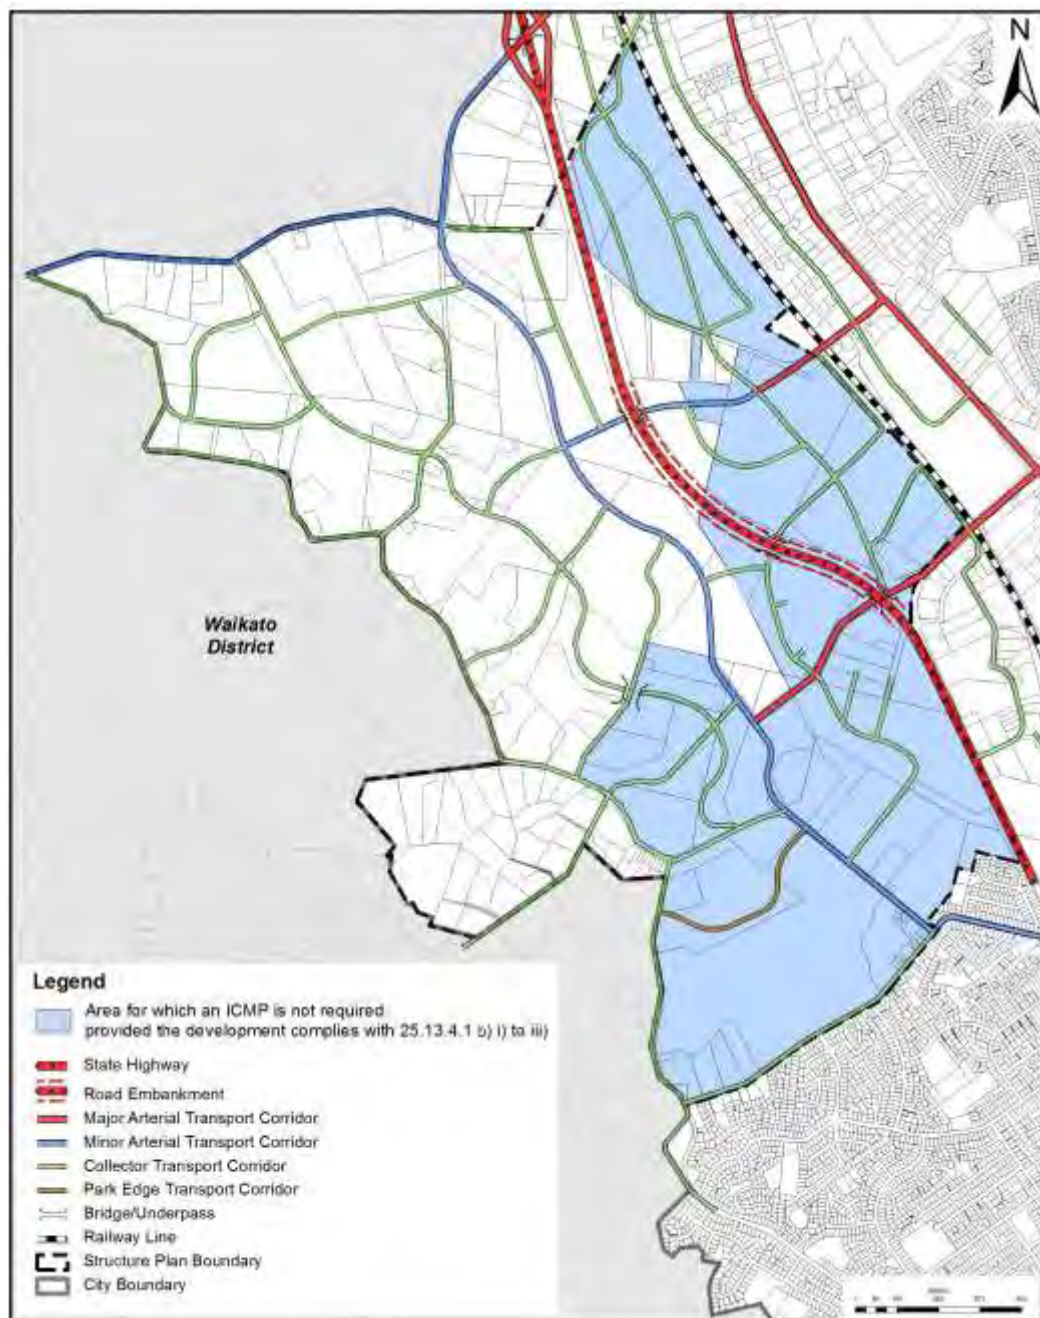 N
Waikato
District
Legend
Area for which an ICMP is not required
provided the development complies with 25.13.4.1 b) i) to iii)
State Highway
Road Embankment
Major Arterial Transport Corridor
Minor Arterial Transport Corridor
Collector Transport Corridor
Park Edge Transport Corridor
Bridge/Underpass
Railway Line
Structure Plan Boundary
City Boundary